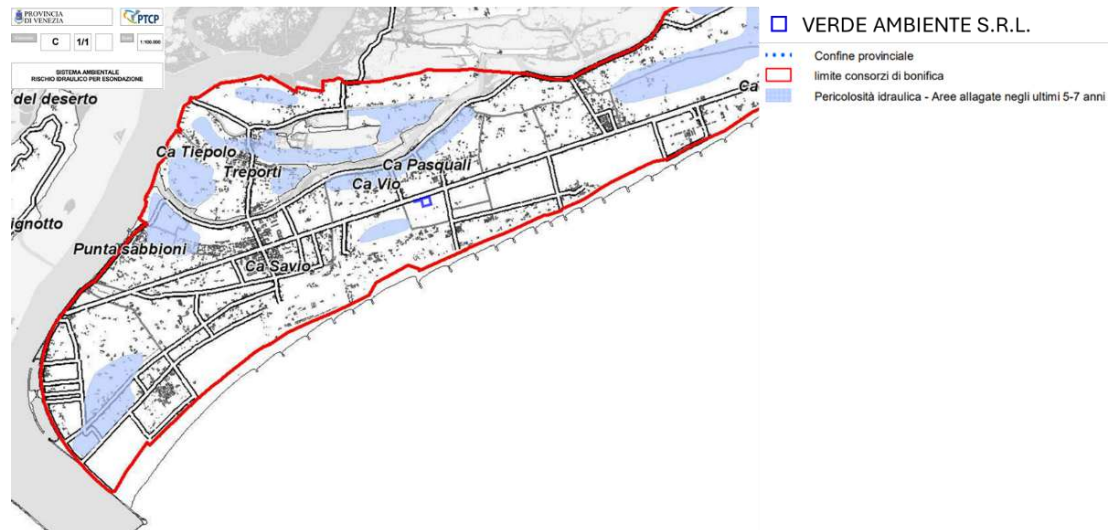 PROVINCIA
DI VENEZIA
PTCP
C 1/1
1:100.000
SISTEMA AMBIENTALE
RISCHIO IDRAULICO PER ESONDAZIONE
del deserto
Ca Tiepolo
Treporti
Ca Pasquali
Ca Vio
ignotto
Punta sabbioni
Ca Savio
Ca
VERDE AMBIENTE S.R.L.
Confine provinciale
limite consorzi di bonifica
Pericolosità idraulica - Aree allagate negli ultimi 5-7 anni